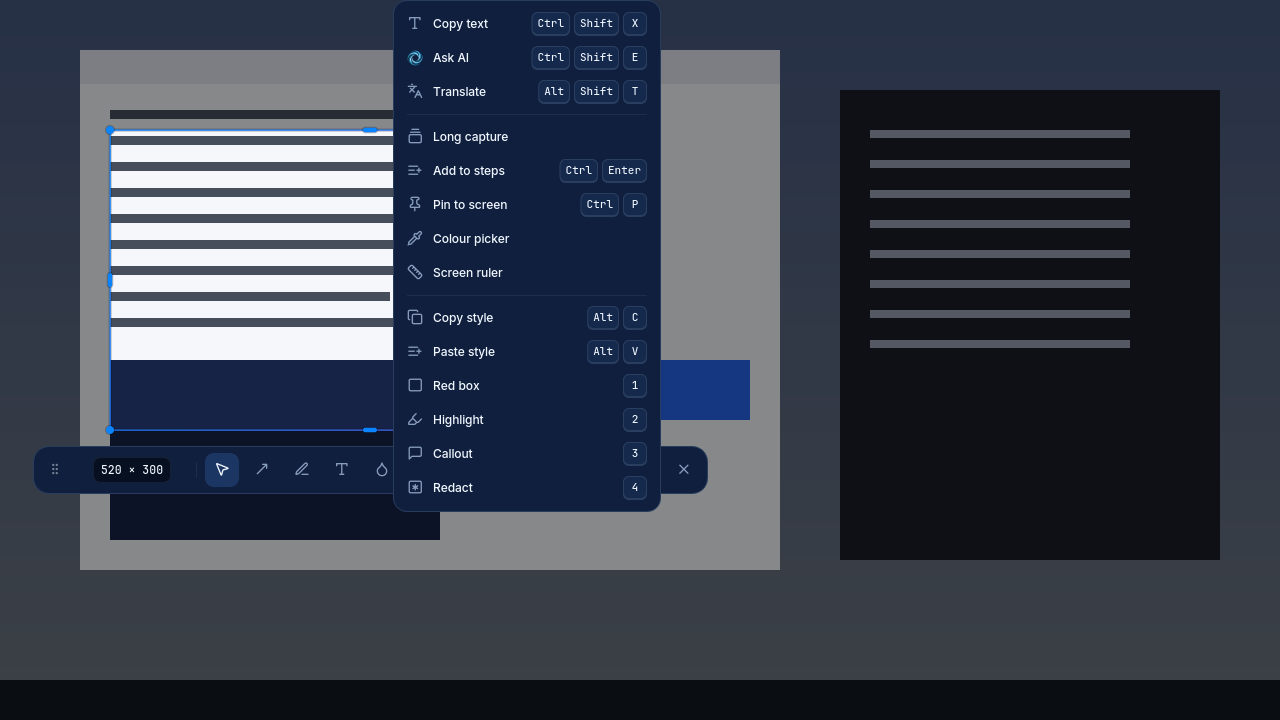 Copy text Ctrl Shift X
Ask AI Ctrl Shift E
Translate Alt Shift T
Long capture
Add to steps Ctrl Enter
Pin to screen Ctrl P
Colour picker
Screen ruler
Copy style Alt C
Paste style Alt V
Red box 1
Highlight 2
Callout 3
Redact 4
520 × 300